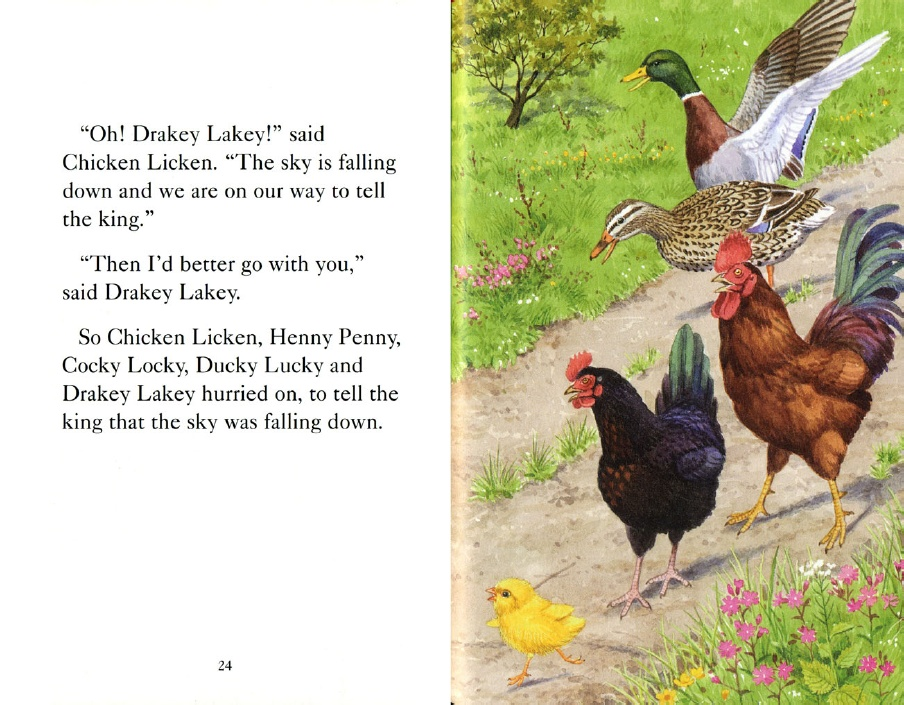 “Oh! Drakey Lakey!” said
Chicken Licken. “The sky is falling
down and we are on our way to tell
the king.”
“Then I’d better go with you,”
said Drakey Lakey.
So Chicken Licken, Henny Penny,
Cocky Locky, Ducky Lucky and
Drakey Lakey hurried on, to tell the
king that the sky was falling down.
24